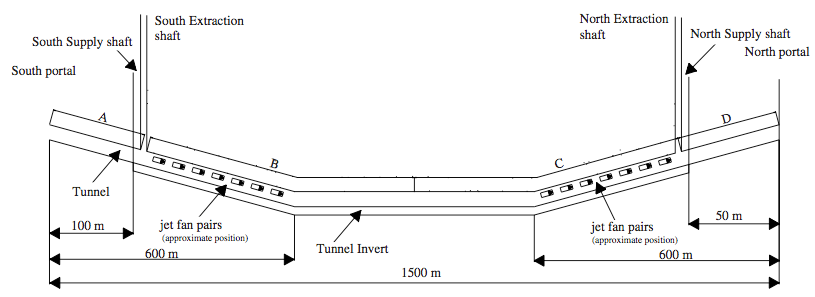 South Extraction
shaft
North Extraction
shaft
South Supply shaft
North Supply shaft
North portal
South portal
A
B
C
D
Tunnel
jet fan pairs
(approximate position)
Tunnel Invert
jet fan pairs
(approximate position)
100 m
50 m
600 m
600 m
1500 m